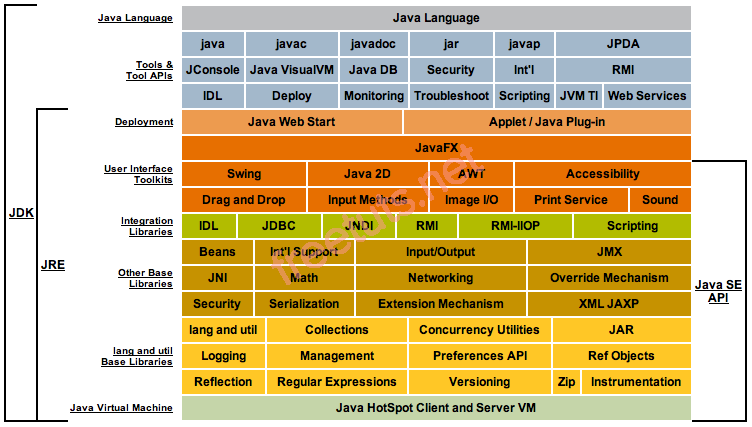 Java Language Java Language
java javac javadoc jar javap JPDA
Tools &
Tool APIs
JConsole Java VisualVM Java DB Security Int'l RMI
IDL Deploy Monitoring Troubleshoot Scripting JVM TI Web Services
Deployment Java Web Start Applet / Java Plug-in
JavaFX
User Interface
Toolkits
Swing Java 2D AWT Accessibility
Drag and Drop Input Methods Image I/O Print Service Sound
Integration
Libraries
IDL JDBC JNDI RMI RMI-IIOP Scripting
JDK
JRE
Beans Int'l Support Input/Output JMX
Other Base
Libraries
JNI Math Networking Override Mechanism
Security Serialization Extension Mechanism XML JAXP
Java SE
API
lang and util Collections Concurrency Utilities JAR
lang and util
Base Libraries
Logging Management Preferences API Ref Objects
Reflection Regular Expressions Versioning Zip Instrumentation
Java Virtual Machine Java HotSpot Client and Server VM
freetuts.net